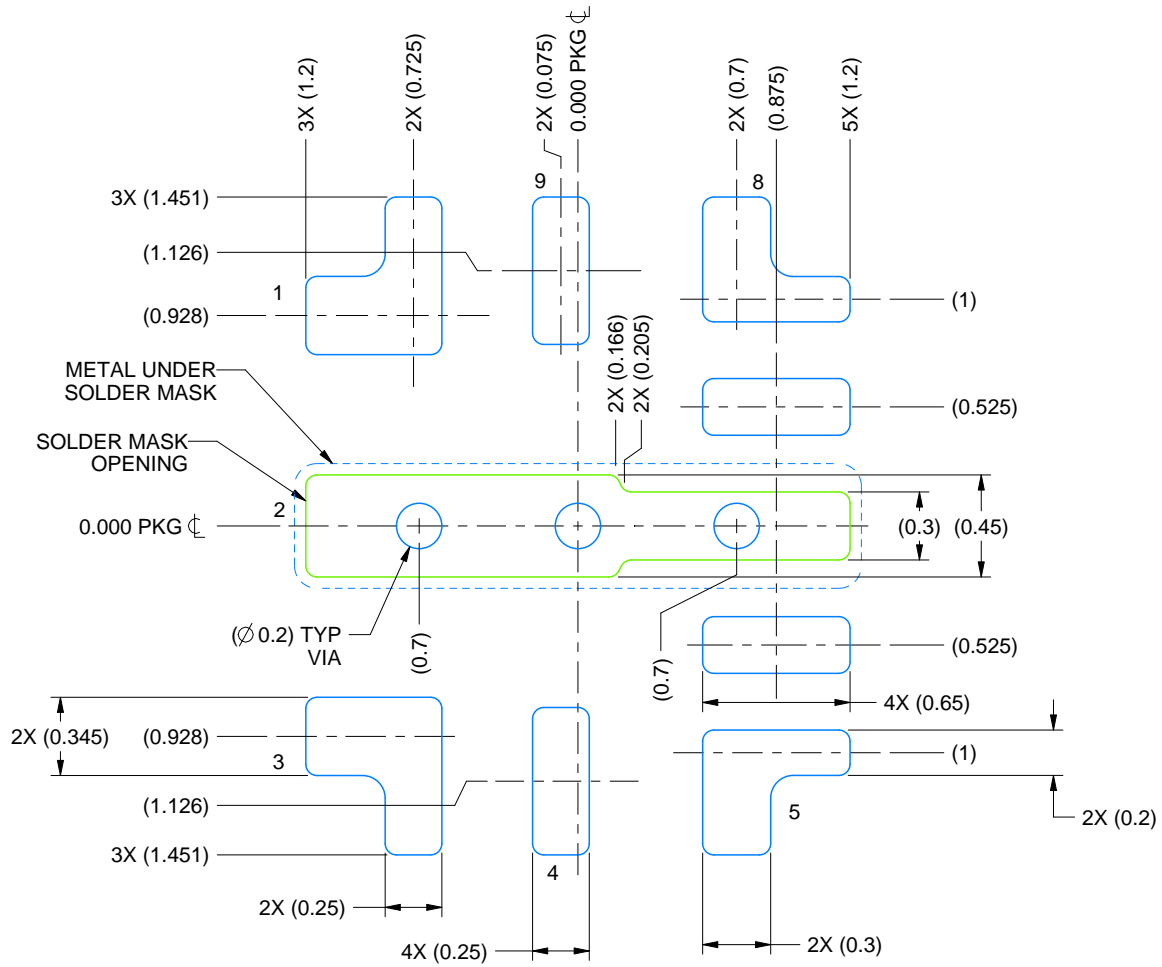 3X (1.2)
2X (0.725)
2X (0.075)
0.000 PKG ℄
2X (0.7)
(0.875)
5X (1.2)
9
8
3X (1.451)
(1.126)
1
(0.928)
(1)
2X (0.166)
2X (0.205)
METAL UNDER
SOLDER MASK
(0.525)
SOLDER MASK
OPENING
2
0.000 PKG ℄
(0.3)
(0.45)
(Ø 0.2) TYP
VIA
(0.7)
(0.7)
(0.525)
4X (0.65)
2X (0.345)
(0.928)
3
(1)
(1.126)
5
2X (0.2)
3X (1.451)
4
2X (0.25)
4X (0.25)
2X (0.3)